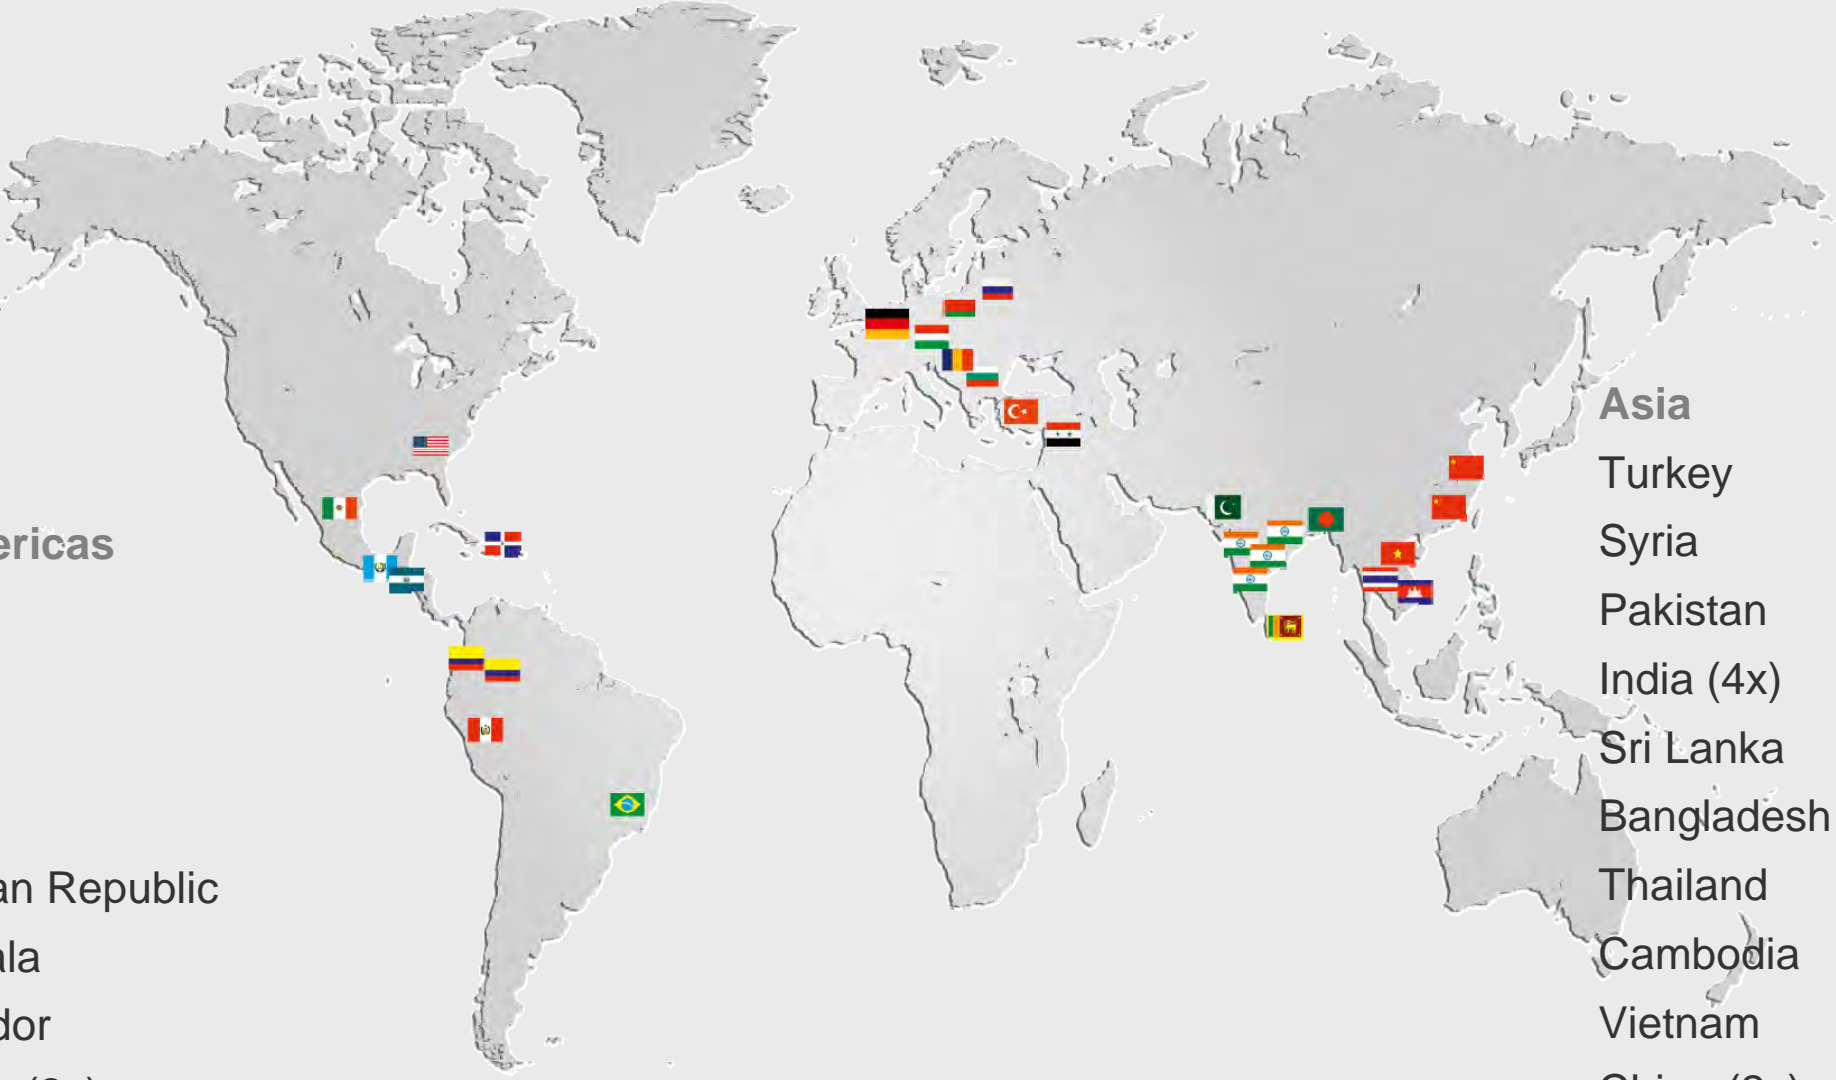 ericas
an Republic
ala
dor
Asia
Turkey
Syria
Pakistan
India (4x)
Sri Lanka
Bangladesh
Thailand
Cambodia
Vietnam